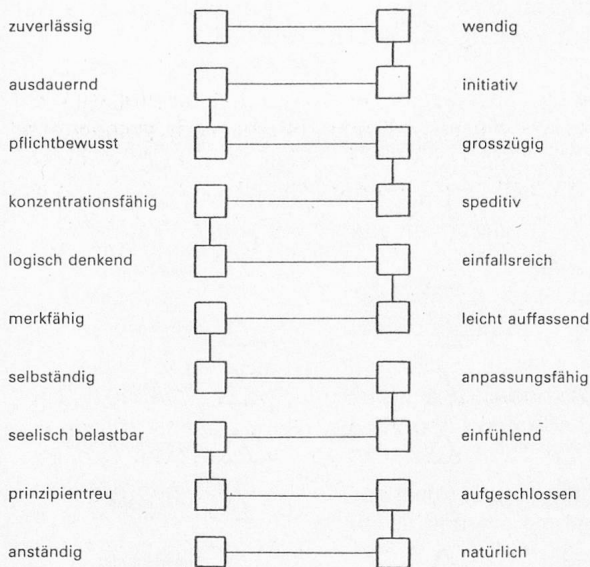 zuverlässig wendig
ausdauernd initiativ
pflichtbewusst grosszügig
konzentrationsfähig speditiv
logisch denkend einfallsreich
merkfähig leicht auffassend
selbständig anpassungsfähig
seelisch belastbar einfühlend
prinzipientreu aufgeschlossen
anständig natürlich